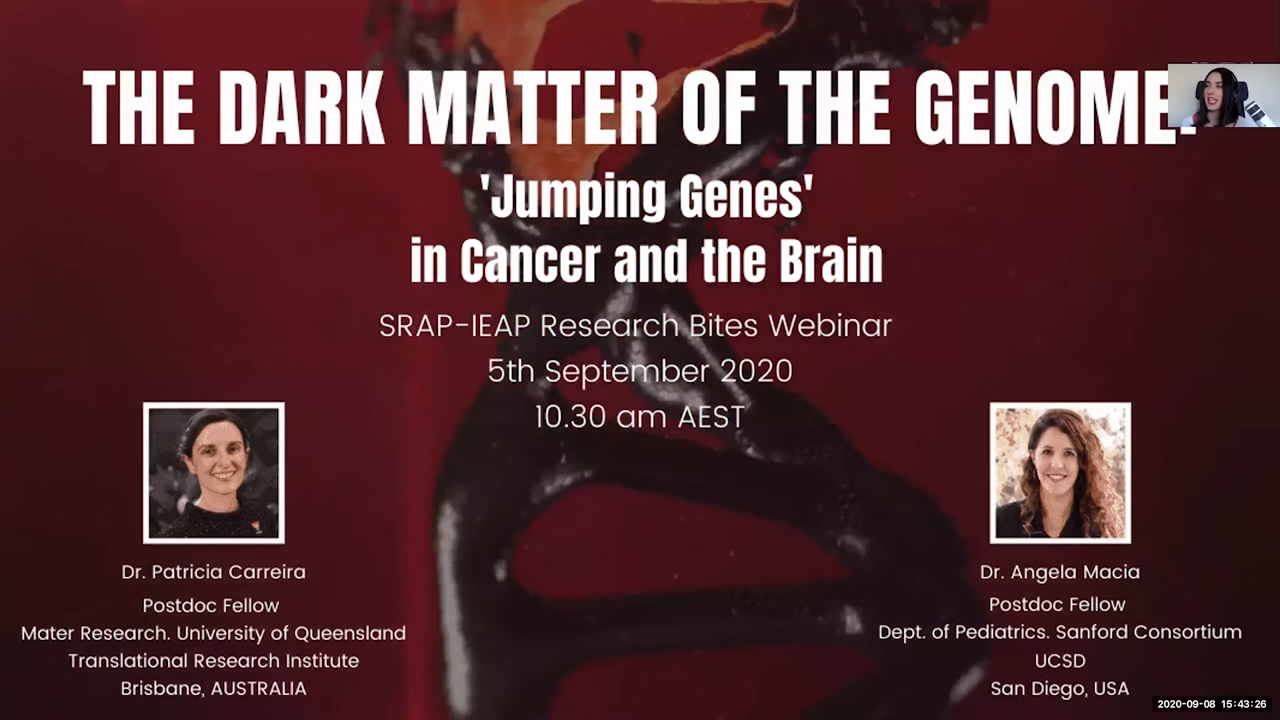 THE DARK MATTER OF THE GENOME:
'Jumping Genes'
in Cancer and the Brain
SRAP-IEAP Research Bites Webinar
5th September 2020
10.30 am AEST
Dr. Patricia Carreira
Postdoc Fellow
Mater Research. University of Queensland
Translational Research Institute
Brisbane, AUSTRALIA
Dr. Angela Macia
Postdoc Fellow
Dept. of Pediatrics. Sanford Consortium
UCSD
San Diego, USA
2020-09-08 15:43:26